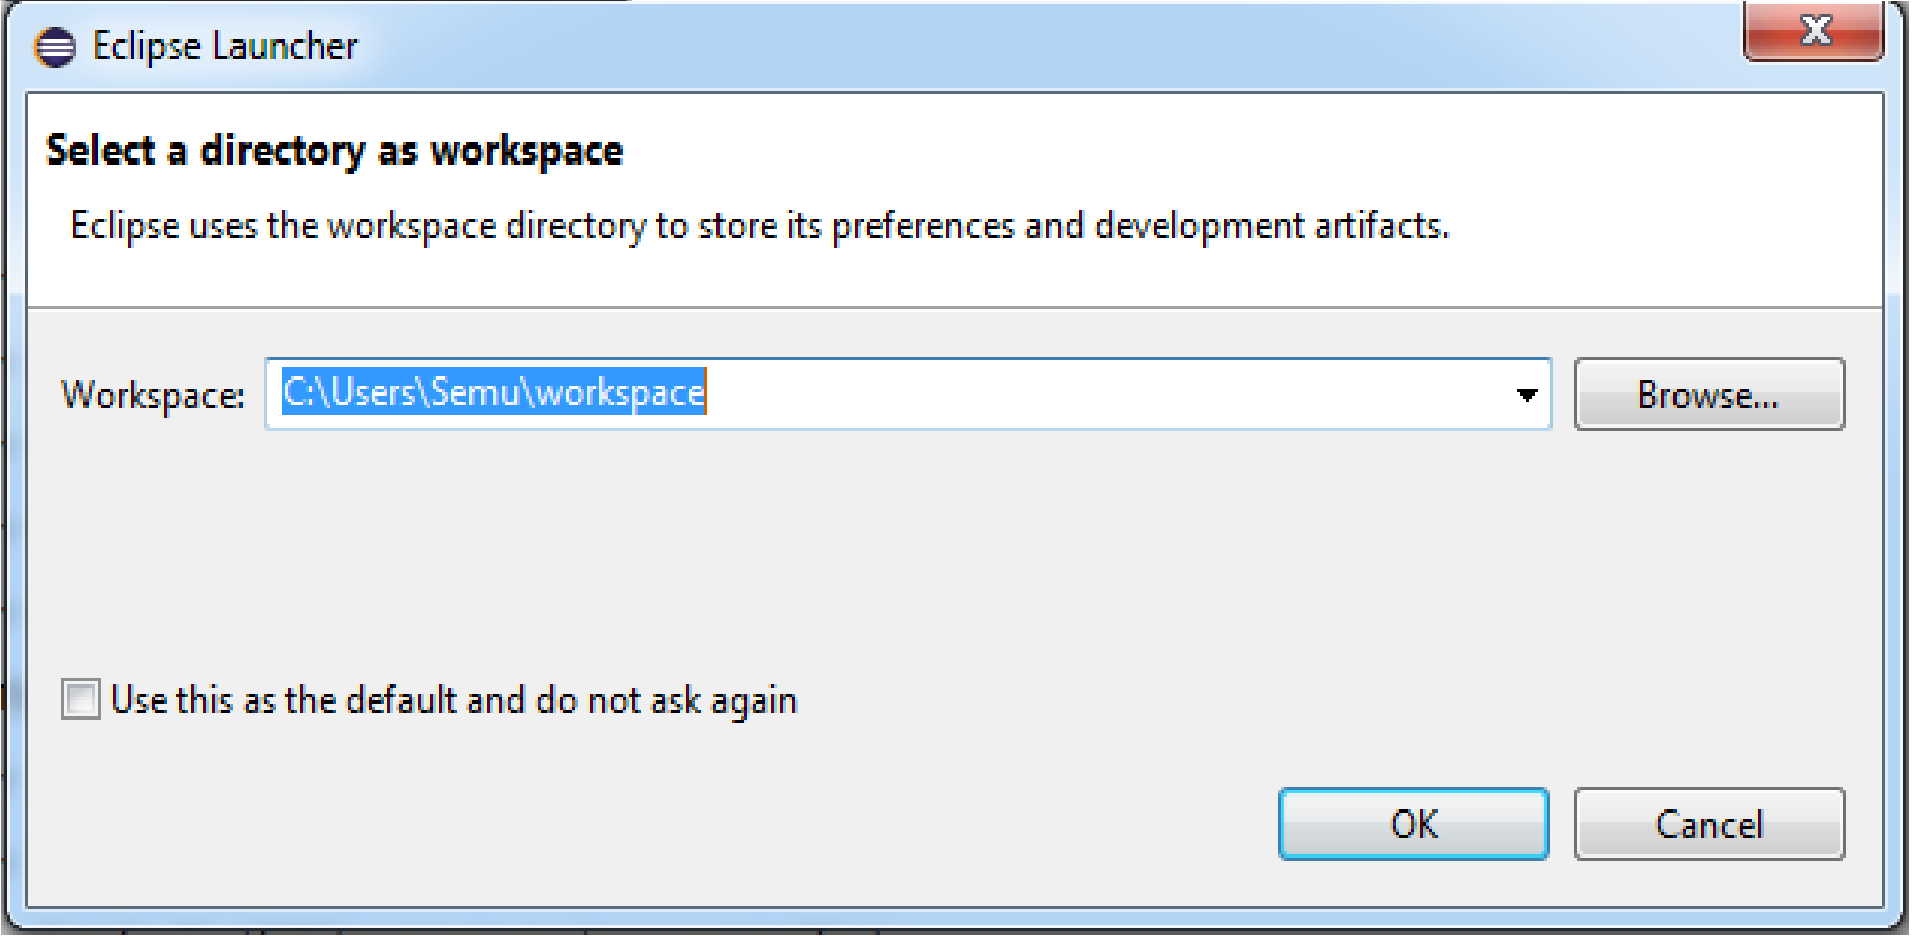 Eclipse Launcher
Select a directory as workspace
Eclipse uses the workspace directory to store its preferences and development artifacts.
Workspace: C:\Users\Semu\workspace Browse...
Use this as the default and do not ask again
OK Cancel